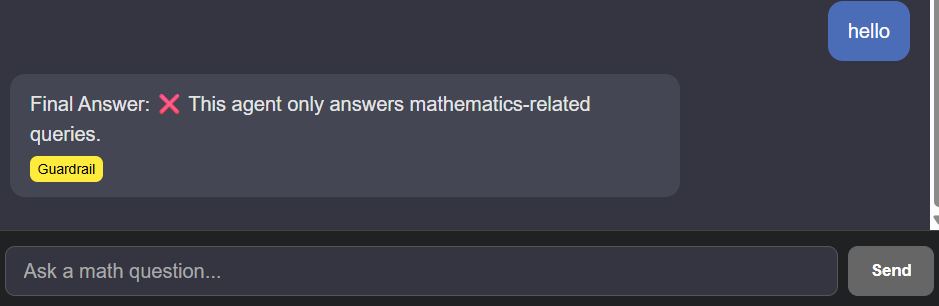 hello
Final Answer: ❌ This agent only answers mathematics-related
queries.
Guardrail
Ask a math question...
Send